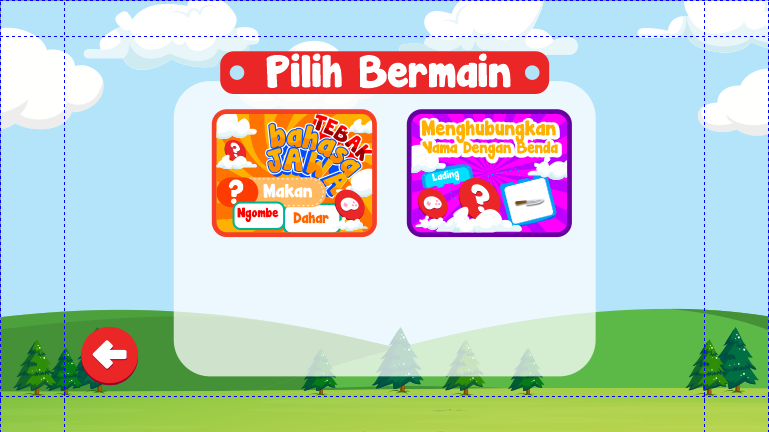 Pilih Bermain
TEBAK
bahasa
JAWA
?
?
Makan
Ngombe
Dahar
Menghubungkan
Nama Dengan Benda
Lading
?